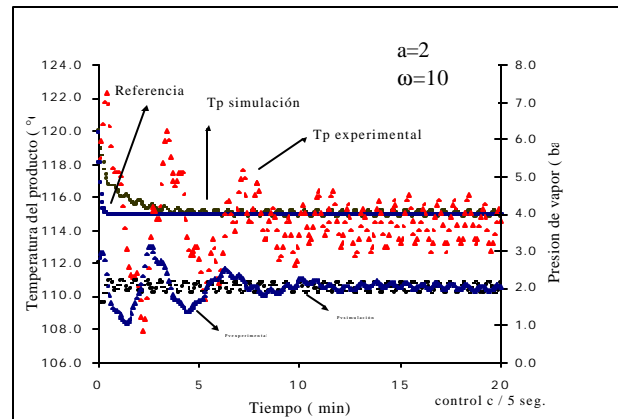 a=2
ω=10
Temperatura del producto ( °
124.0
122.0
120.0
118.0
116.0
114.0
112.0
110.0
108.0
106.0
Referencia
Tp simulación
Tp experimental
8.0
7.0
6.0
5.0
4.0
3.0
2.0
1.0
0.0
Presion de vapor ( ba
0
5
10
15
20
Tiempo ( min)
control c / 5 seg.